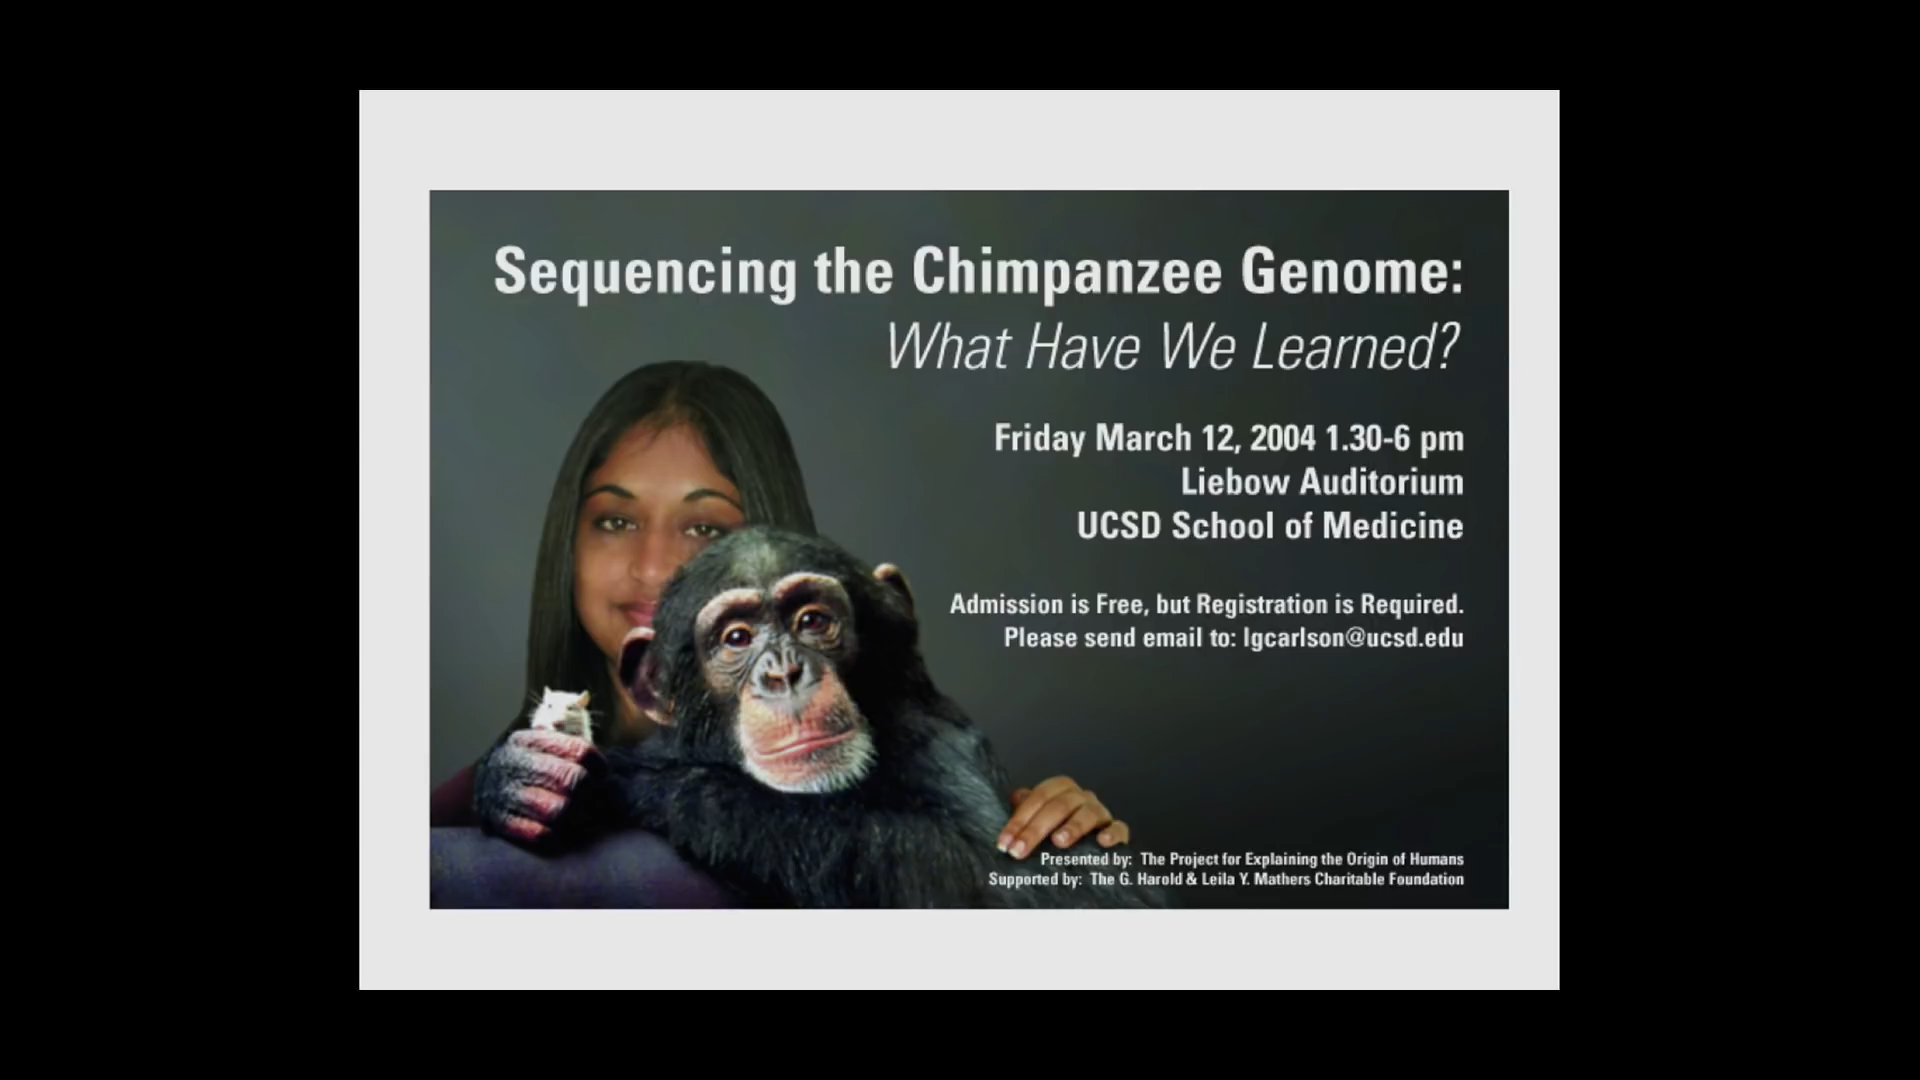 Sequencing the Chimpanzee Genome:
What Have We Learned?
Friday March 12, 2004 1.30-6 pm
Liebow Auditorium
UCSD School of Medicine
Admission is Free, but Registration is Required.
Please send email to: lgcarlson@ucsd.edu
Presented by: The Project for Explaining the Origin of Humans
Supported by: The G. Harold & Leila Y. Mathers Charitable Foundation